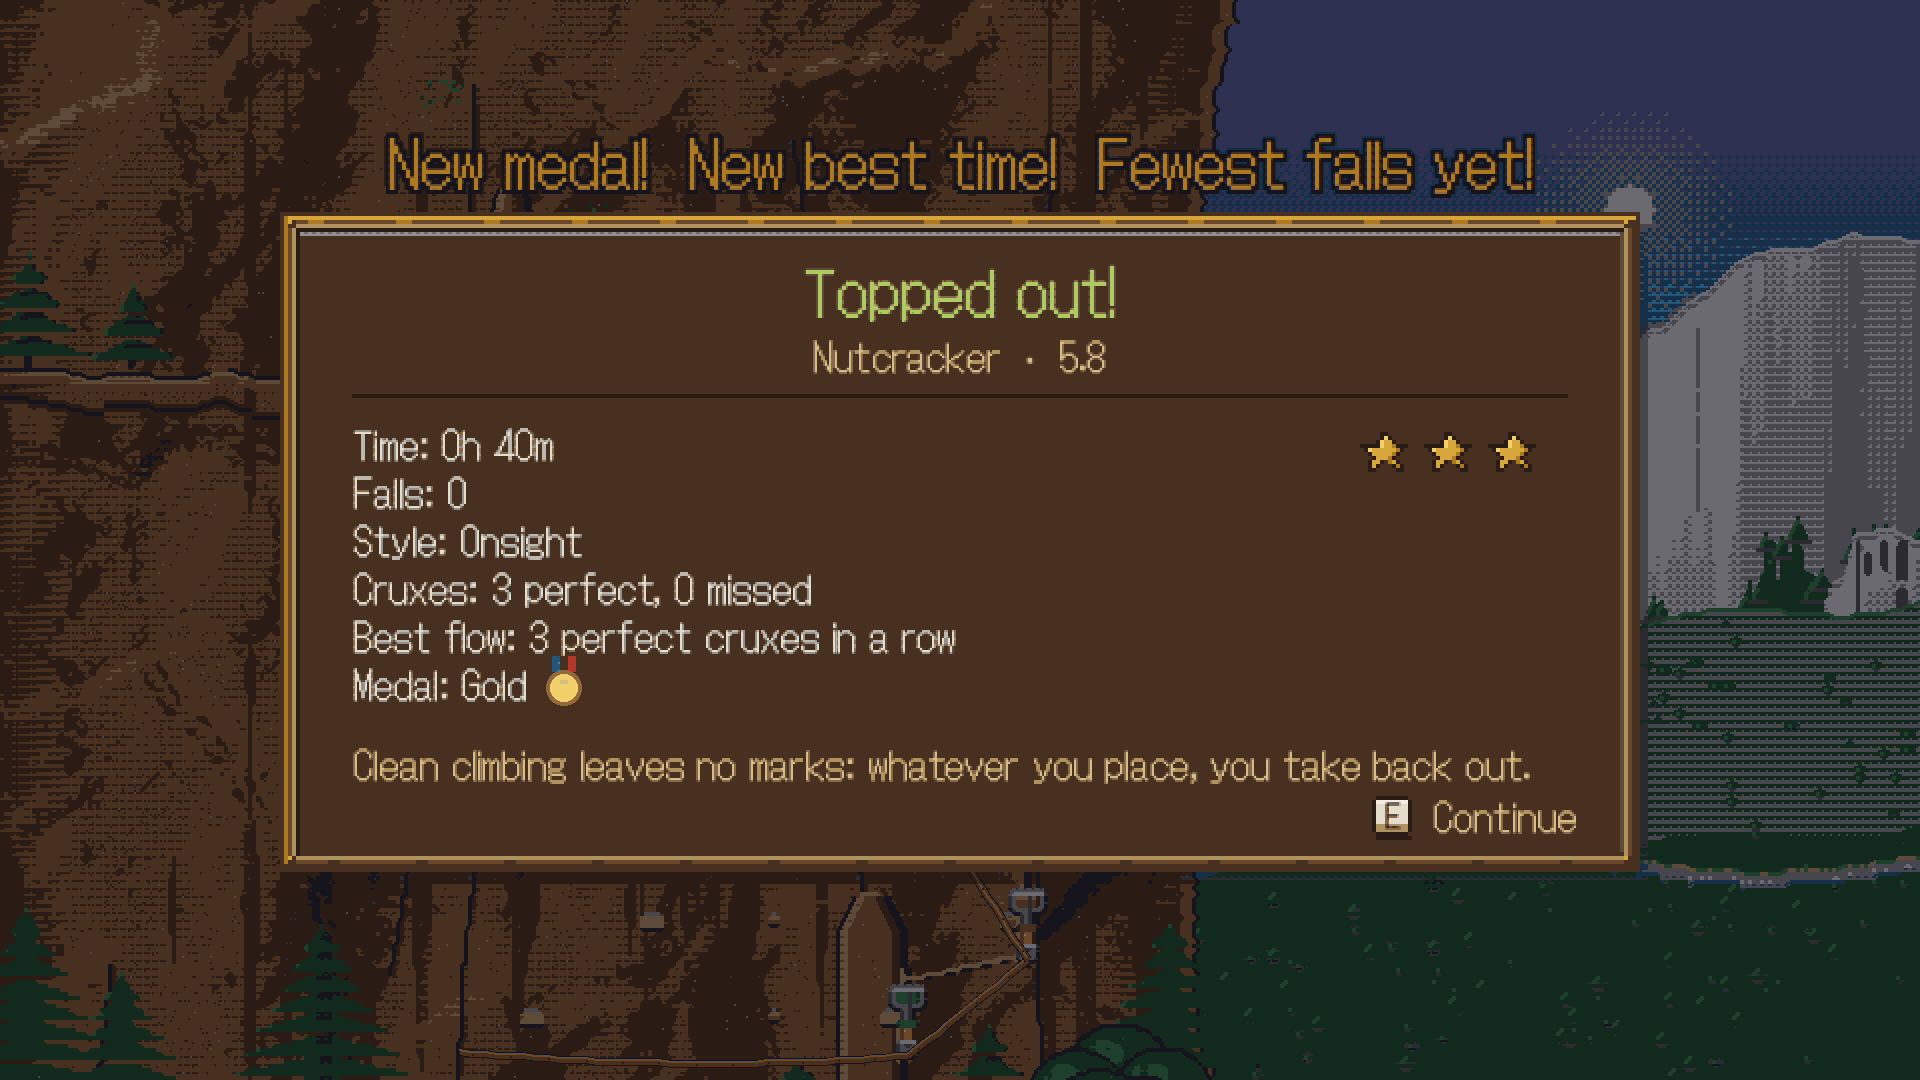 New medal! New best time! Fewest falls yet!
Topped out!
Nutcracker · 5.8
Time: 0h 40m
Falls: 0
Style: Onsight
Cruxes: 3 perfect, 0 missed
Best flow: 3 perfect cruxes in a row
Medal: Gold
Clean climbing leaves no marks: whatever you place, you take back out.
E Continue